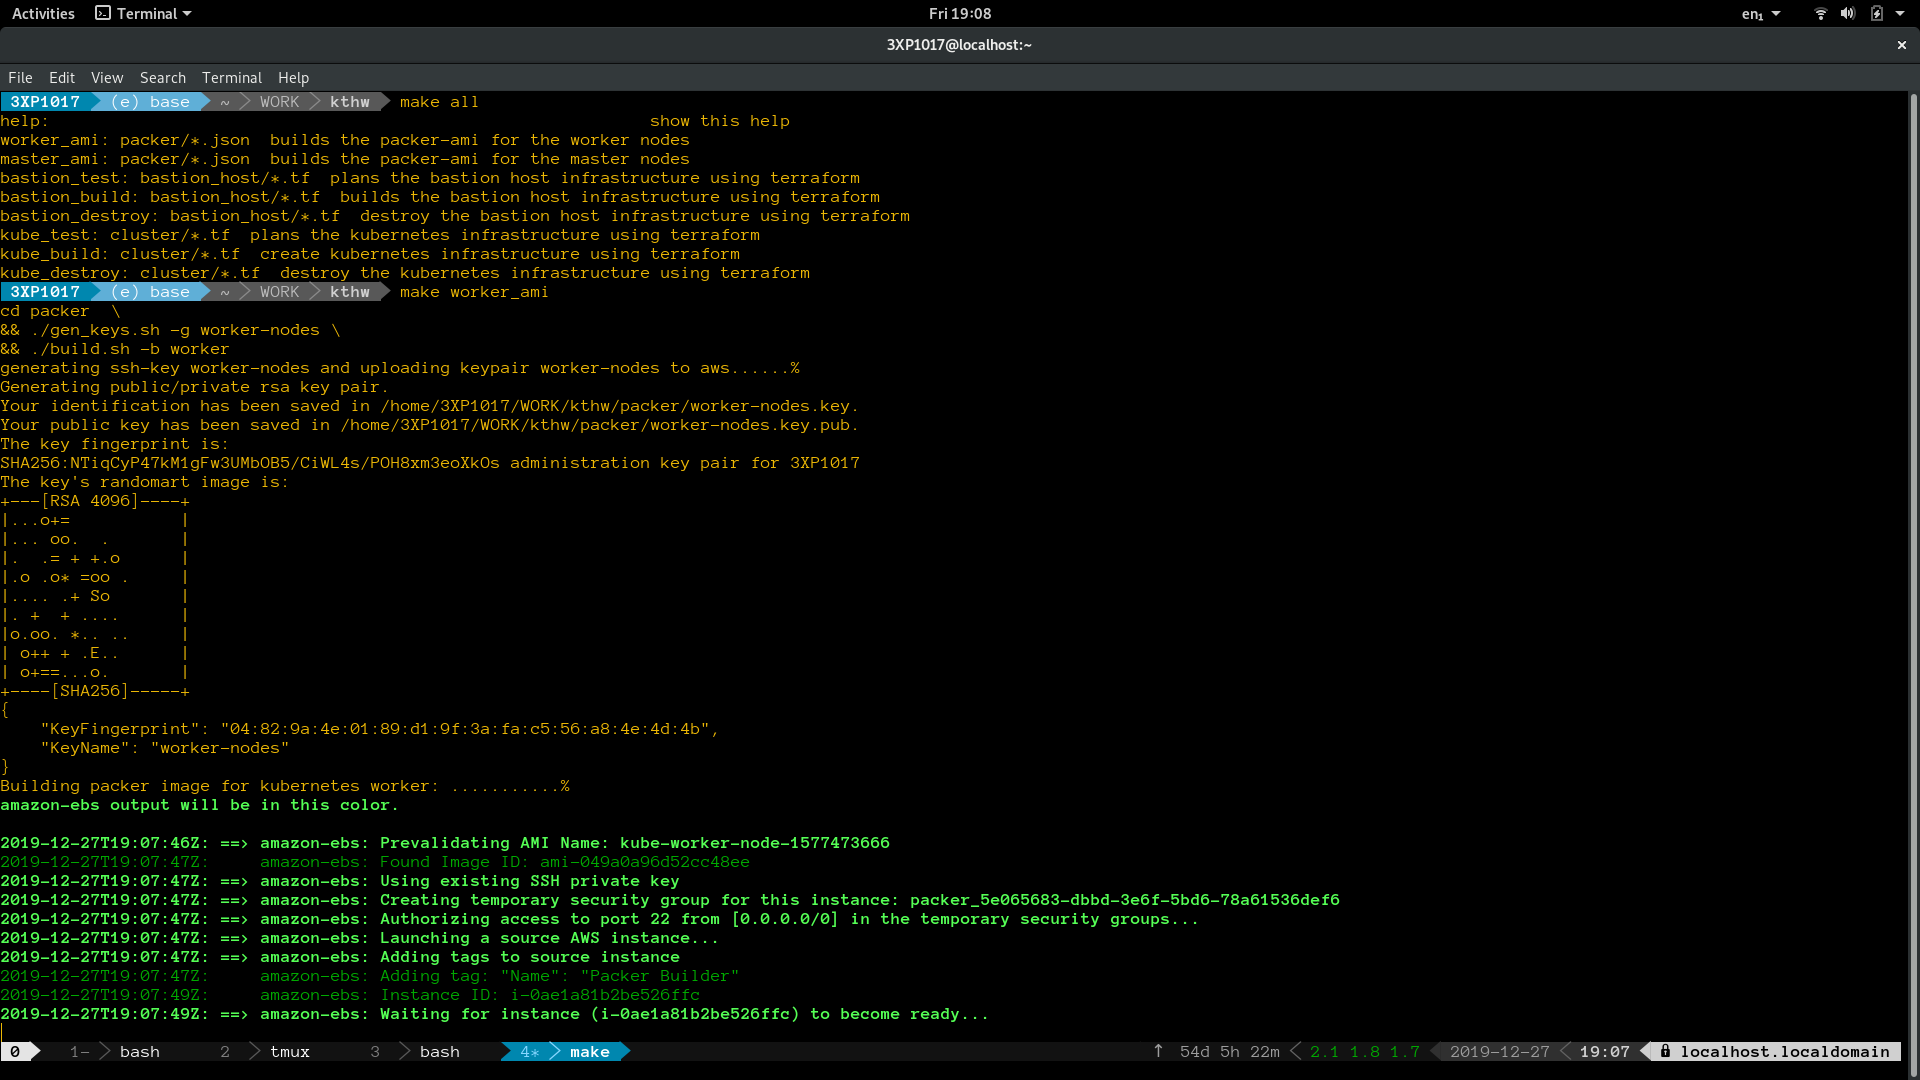 Activities Terminal Fri 19:08 en₁
3XP1017@localhost:~ ×
File Edit View Search Terminal Help
3XP1017 (e) base ~ WORK kthw make all
help: show this help
worker_ami: packer/*.json  builds the packer-ami for the worker nodes
master_ami: packer/*.json  builds the packer-ami for the master nodes
bastion_test: bastion_host/*.tf  plans the bastion host infrastructure using terraform
bastion_build: bastion_host/*.tf  builds the bastion host infrastructure using terraform
bastion_destroy: bastion_host/*.tf  destroy the bastion host infrastructure using terraform
kube_test: cluster/*.tf  plans the kubernetes infrastructure using terraform
kube_build: cluster/*.tf  create kubernetes infrastructure using terraform
kube_destroy: cluster/*.tf  destroy the kubernetes infrastructure using terraform
3XP1017 (e) base ~ WORK kthw make worker_ami
cd packer  \
&& ./gen_keys.sh -g worker-nodes \
&& ./build.sh -b worker
generating ssh-key worker-nodes and uploading keypair worker-nodes to aws......%
Generating public/private rsa key pair.
Your identification has been saved in /home/3XP1017/WORK/kthw/packer/worker-nodes.key.
Your public key has been saved in /home/3XP1017/WORK/kthw/packer/worker-nodes.key.pub.
The key fingerprint is:
SHA256:NTiqCyP47kM1gFw3UMbOB5/CiWL4s/POH8xm3eoXkOs administration key pair for 3XP1017
The key's randomart image is:
+---[RSA 4096]----+
|...o+=           |
|... oo.  .       |
|.  .= + +.o      |
|.o .o* =oo .     |
|.... .+ So       |
|. +  + ....      |
|o.oo. *.. ..     |
| o++ + .E..      |
| o+==...o.       |
+----[SHA256]-----+
{
    "KeyFingerprint": "04:82:9a:4e:01:89:d1:9f:3a:fa:c5:56:a8:4e:4d:4b",
    "KeyName": "worker-nodes"
}
Building packer image for kubernetes worker: ...........%
amazon-ebs output will be in this color.
2019-12-27T19:07:46Z: ==> amazon-ebs: Prevalidating AMI Name: kube-worker-node-1577473666
2019-12-27T19:07:47Z:     amazon-ebs: Found Image ID: ami-049a0a96d52cc48ee
2019-12-27T19:07:47Z: ==> amazon-ebs: Using existing SSH private key
2019-12-27T19:07:47Z: ==> amazon-ebs: Creating temporary security group for this instance: packer_5e065683-dbbd-3e6f-5bd6-78a61536def6
2019-12-27T19:07:47Z: ==> amazon-ebs: Authorizing access to port 22 from [0.0.0.0/0] in the temporary security groups...
2019-12-27T19:07:47Z: ==> amazon-ebs: Launching a source AWS instance...
2019-12-27T19:07:47Z: ==> amazon-ebs: Adding tags to source instance
2019-12-27T19:07:47Z:     amazon-ebs: Adding tag: "Name": "Packer Builder"
2019-12-27T19:07:49Z:     amazon-ebs: Instance ID: i-0ae1a81b2be526ffc
2019-12-27T19:07:49Z: ==> amazon-ebs: Waiting for instance (i-0ae1a81b2be526ffc) to become ready...
0 1- bash 2 tmux 3 bash 4* make ↑ 54d 5h 22m 2.1 1.8 1.7 2019-12-27 19:07 localhost.localdomain